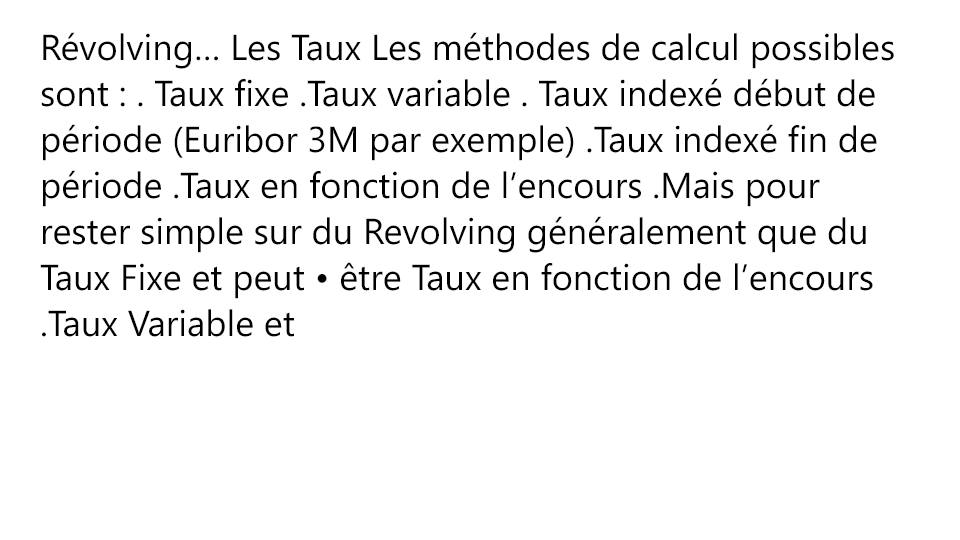 Révolving… Les Taux Les méthodes de calcul possibles
sont : . Taux fixe .Taux variable . Taux indexé début de
période (Euribor 3M par exemple) .Taux indexé fin de
période .Taux en fonction de l’encours .Mais pour
rester simple sur du Revolving généralement que du
Taux Fixe et peut • être Taux en fonction de l’encours
.Taux Variable et